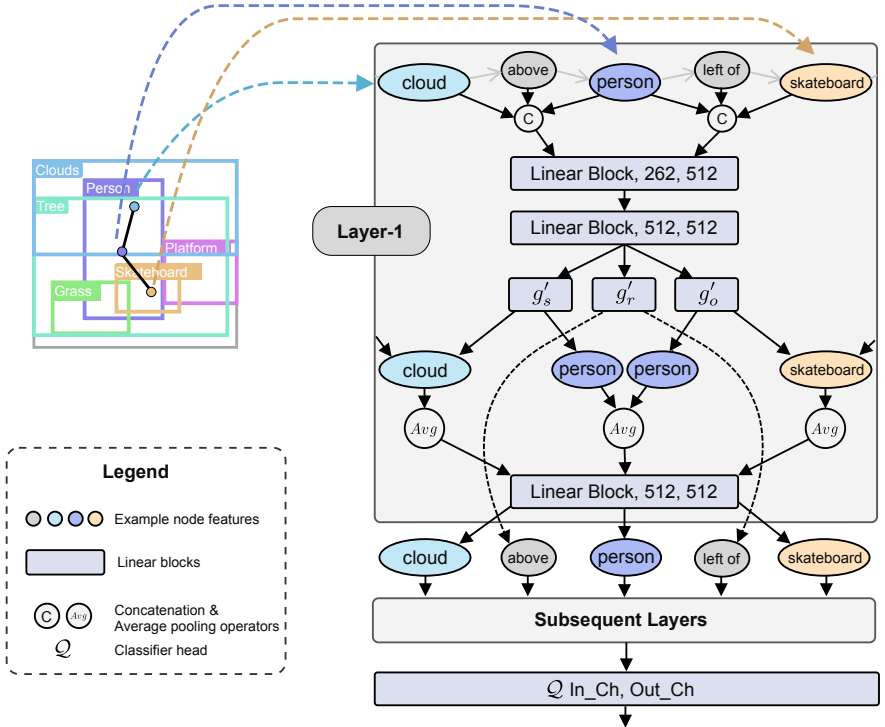 cloud
above
person
left of
skateboard
C
C
Linear Block, 262, 512
Clouds
Person
Tree
Layer-1
Linear Block, 512, 512
Platform
Skateboard
Grass
g′ₛ
g′ᵣ
g′ₒ
cloud
person
person
skateboard
Avg
Avg
Avg
Linear Block, 512, 512
Legend
Example node features
Linear blocks
C
Avg
Concatenation &
Average pooling operators
𝒬
Classifier head
cloud
above
person
left of
skateboard
Subsequent Layers
𝒬 In_Ch, Out_Ch